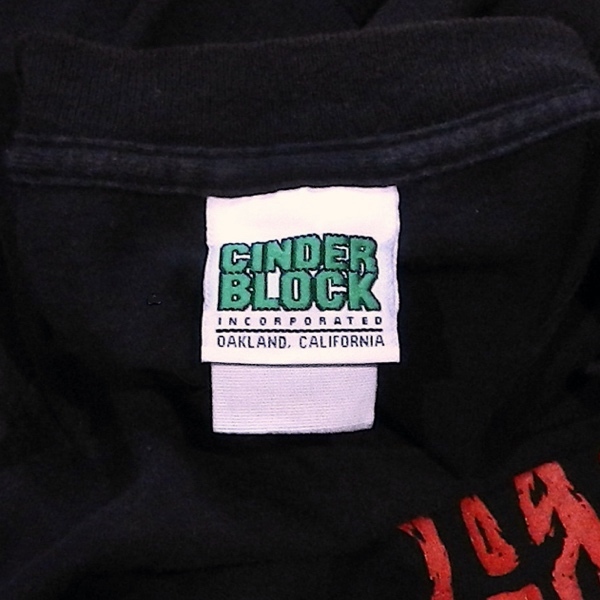 CINDER
BLOCK
INCORPORATED
OAKLAND, CALIFORNIA